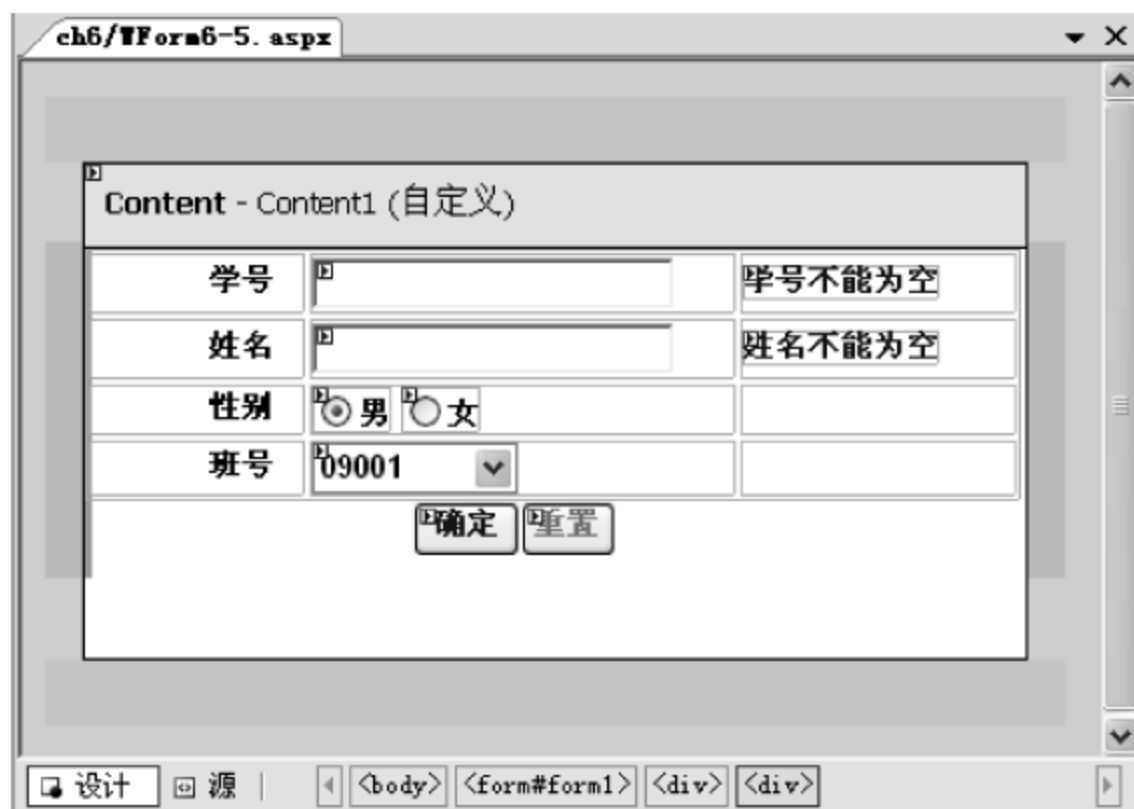 ch6/WForm6-5.aspx
Content - Content1 (自定义)
学号 学号不能为空
姓名 姓名不能为空
性别 男 女
班号 09001
确定 重置
设计 源 <body> <form#form1> <div> <div>